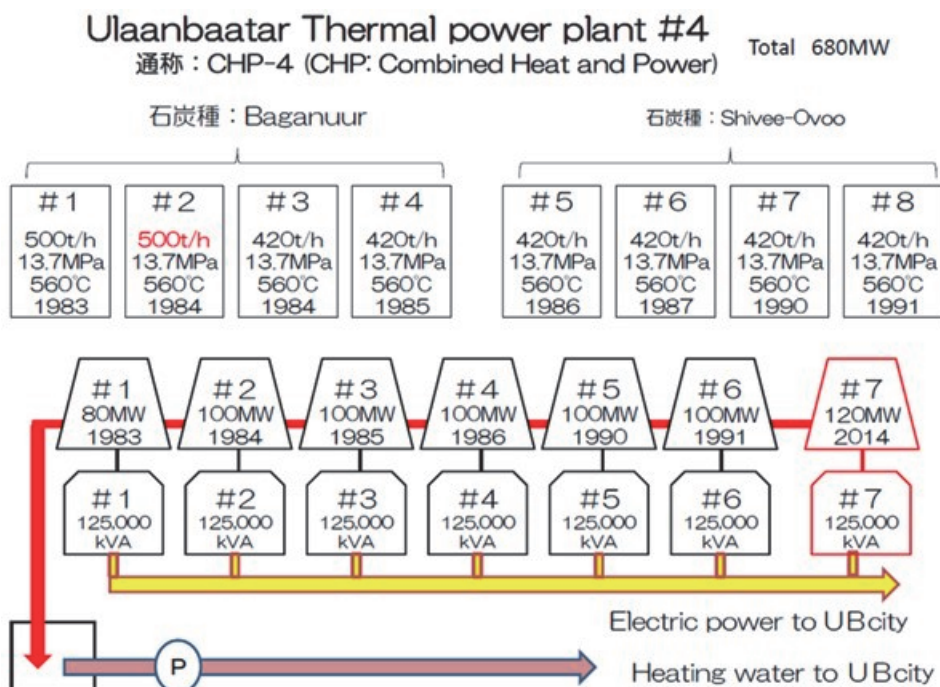 Ulaanbaatar Thermal power plant #4
Total 680MW
通称：CHP-4 (CHP: Combined Heat and Power)
石炭種：Baganuur
石炭種：Shivee-Ovoo
#1
500t/h
13.7MPa
560℃
1983
#2
500t/h
13.7MPa
560℃
1984
#3
420t/h
13.7MPa
560℃
1984
#4
420t/h
13.7MPa
560℃
1985
#5
420t/h
13.7MPa
560℃
1986
#6
420t/h
13.7MPa
560℃
1987
#7
420t/h
13.7MPa
560℃
1990
#8
420t/h
13.7MPa
560℃
1991
#1
80MW
1983
#2
100MW
1984
#3
100MW
1985
#4
100MW
1986
#5
100MW
1990
#6
100MW
1991
#7
120MW
2014
#1
125,000
kVA
#2
125,000
kVA
#3
125,000
kVA
#4
125,000
kVA
#5
125,000
kVA
#6
125,000
kVA
#7
125,000
kVA
Electric power to UBcity
P
Heating water to UBcity